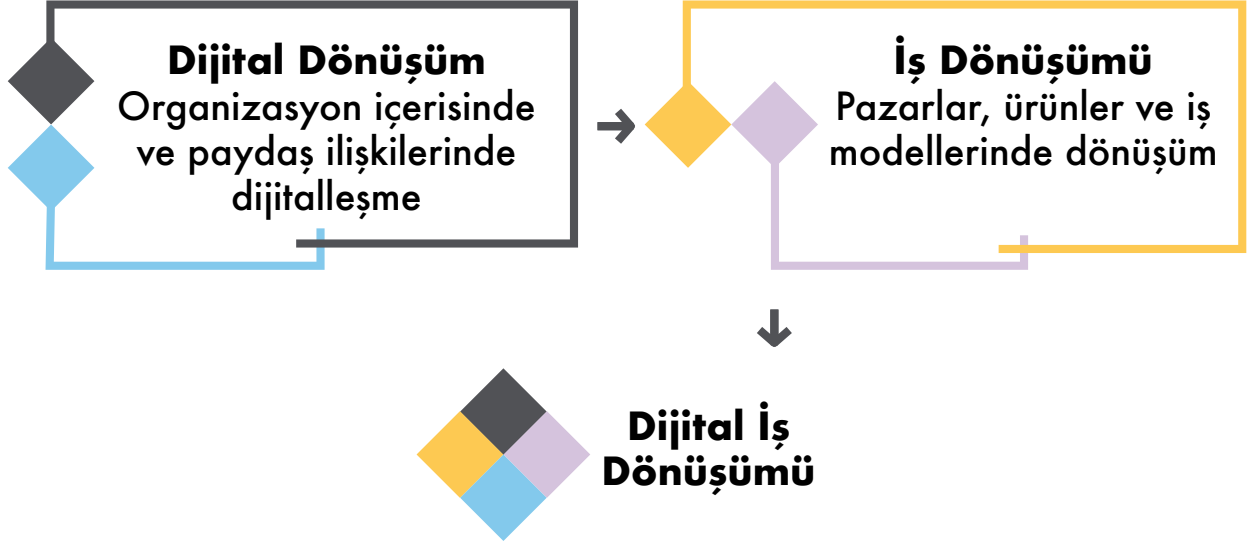 Dijital Dönüşüm
Organizasyon içerisinde
ve paydaş ilişkilerinde
dijitalleşme
İş Dönüşümü
Pazarlar, ürünler ve iş
modellerinde dönüşüm
Dijital İş
Dönüşümü